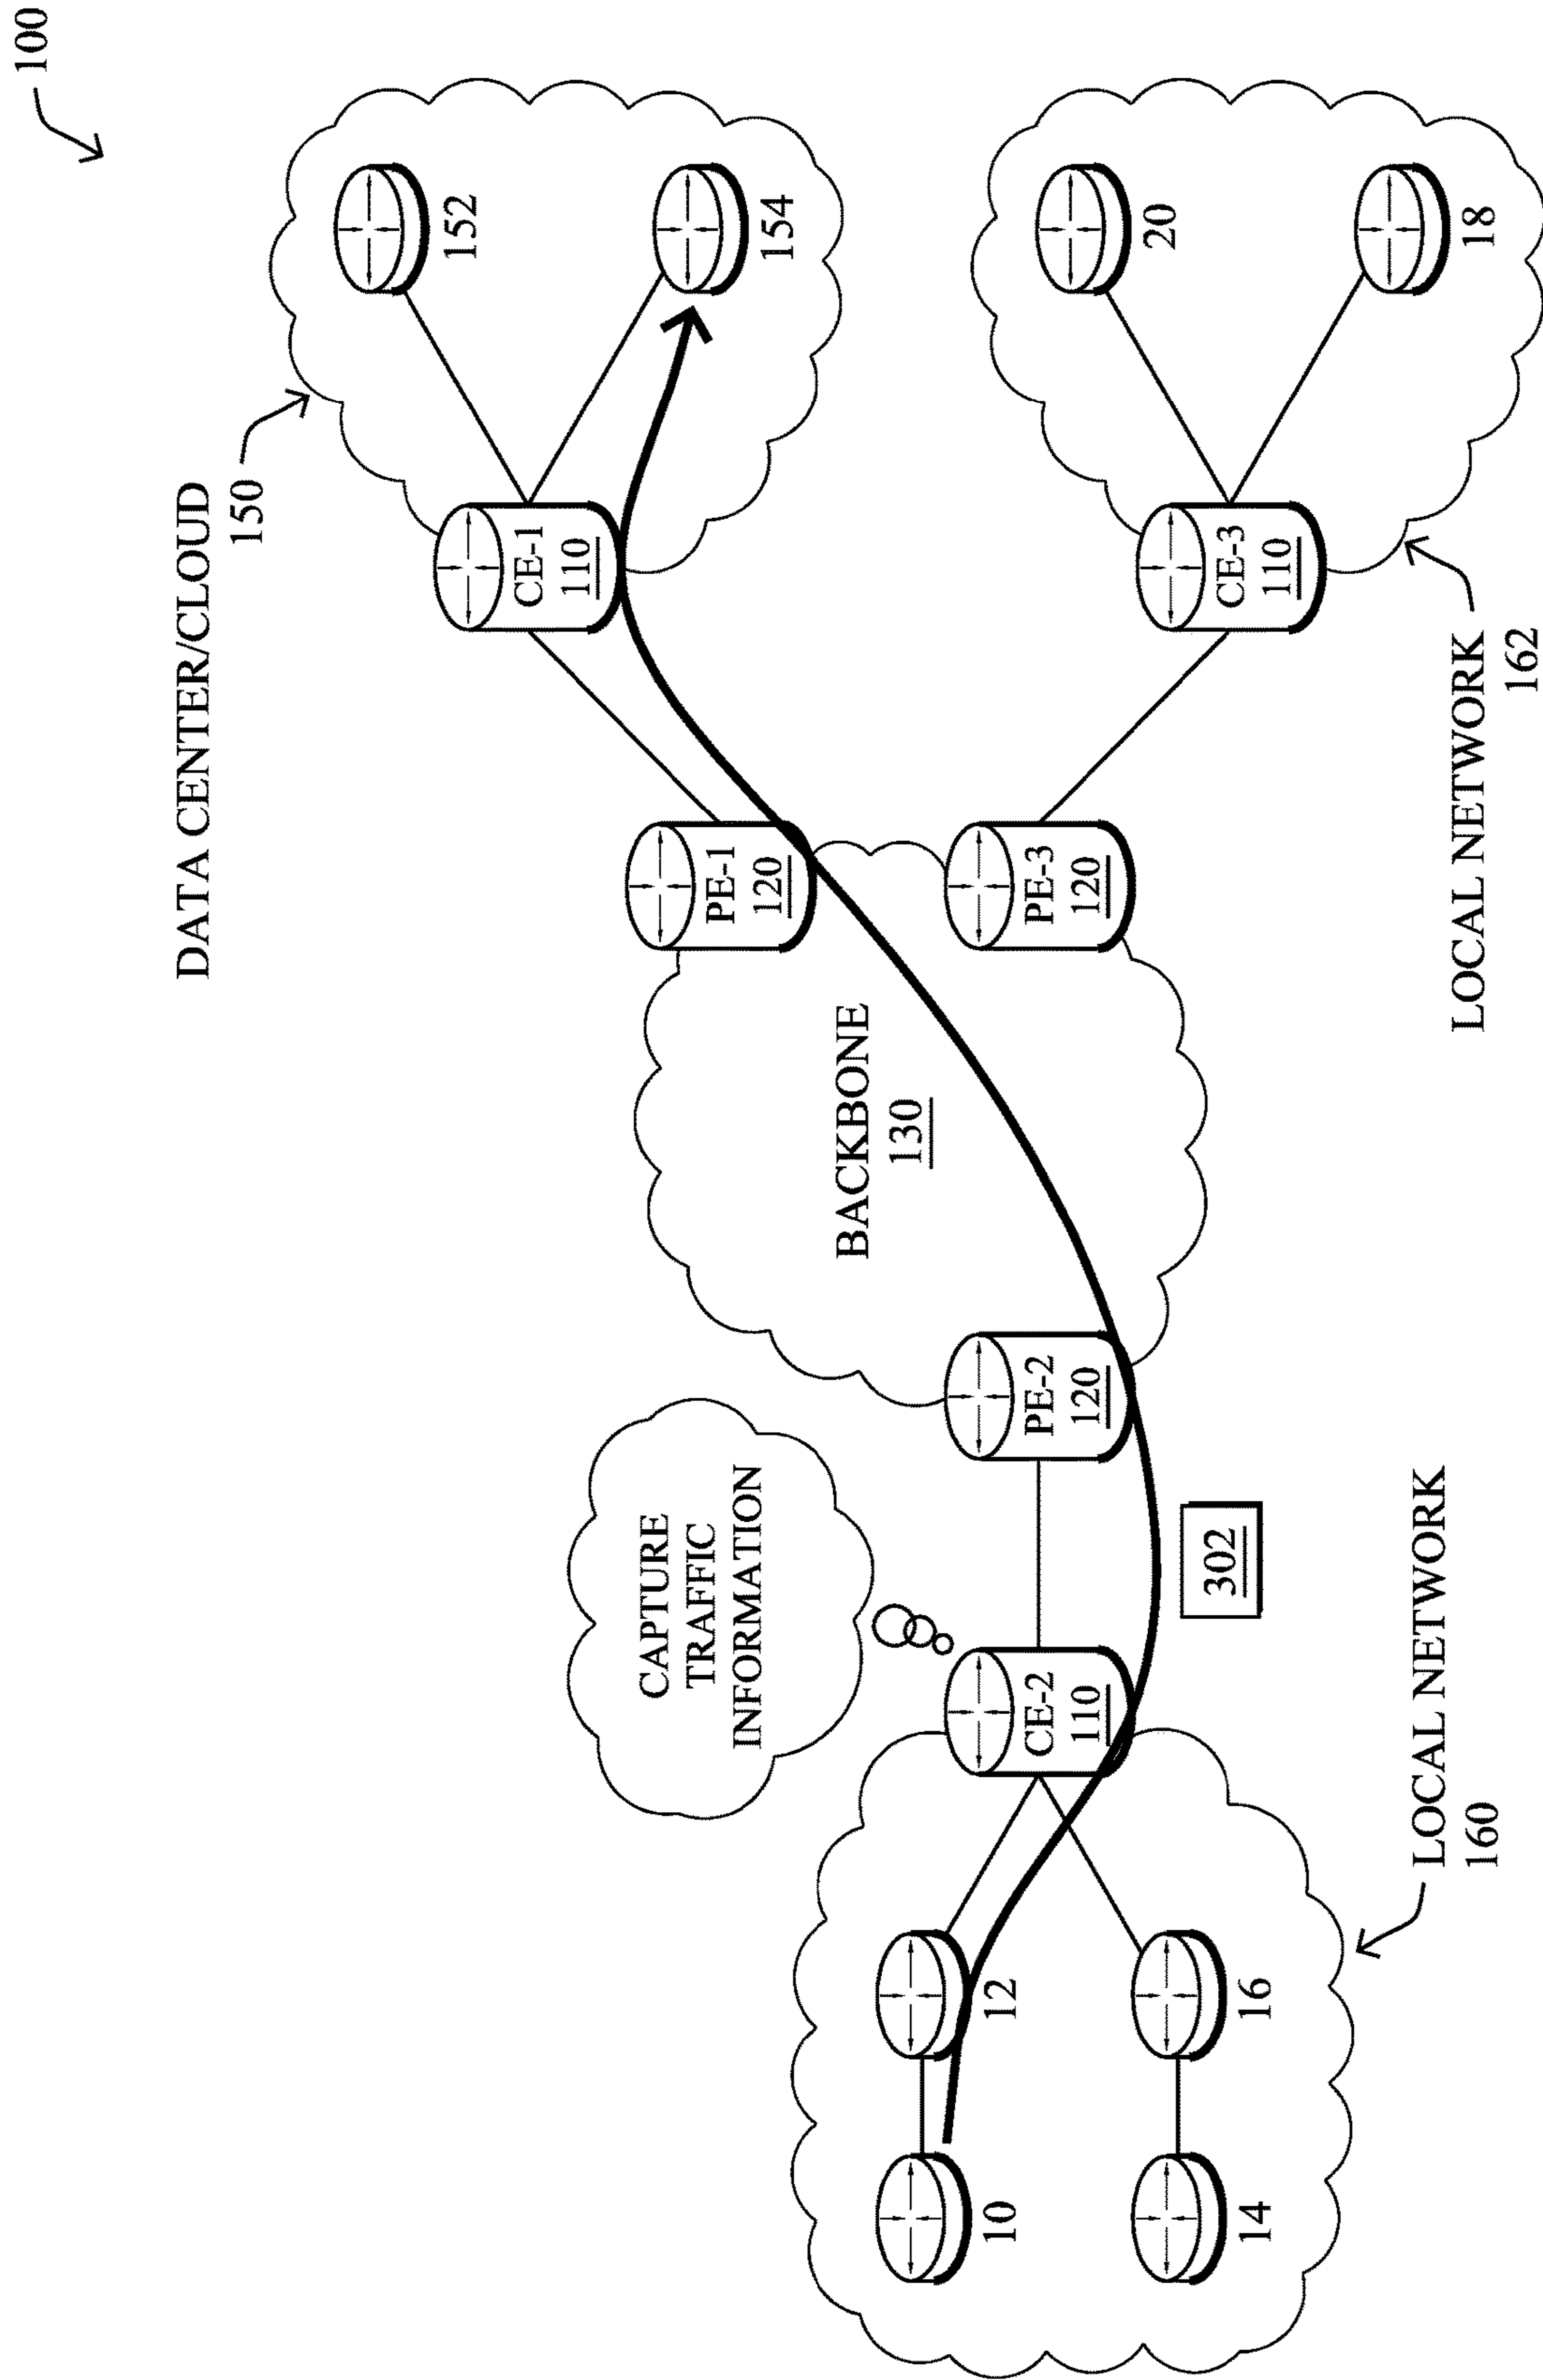 100
DATA CENTER/CLOUD
150
152
154
CE-1
110
PE-1
120
BACKBONE
130
PE-3
120
CE-3
110
20
18
LOCAL NETWORK
162
CAPTURE
TRAFFIC
INFORMATION
PE-2
120
302
CE-2
110
10
12
14
16
LOCAL NETWORK
160